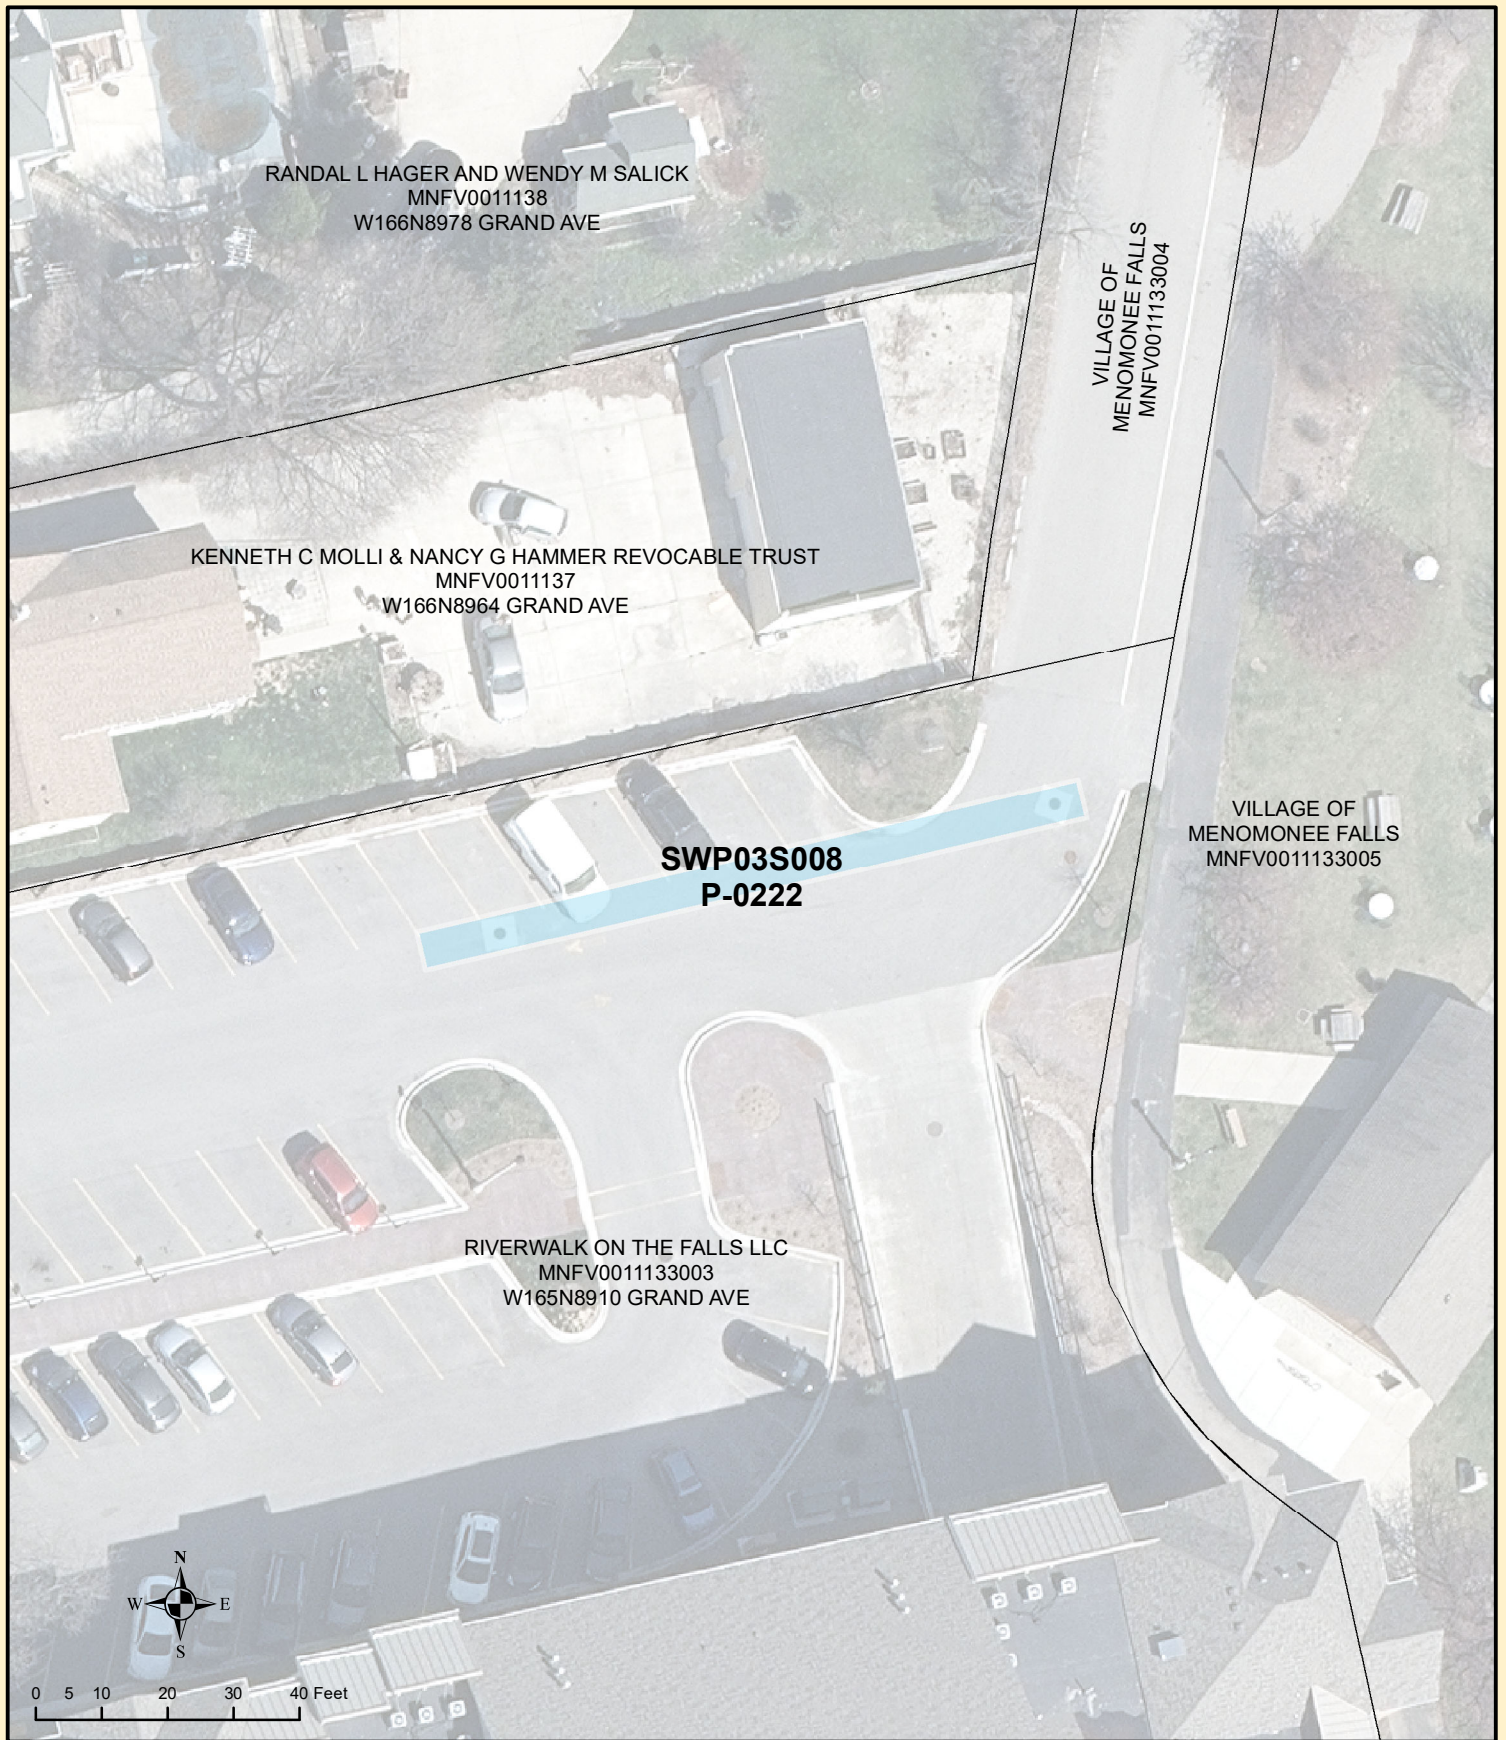 RANDAL L HAGER AND WENDY M SALICK
MNFV0011138
W166N8978 GRAND AVE
VILLAGE OF
MENOMONEE FALLS
MNFV0011133004
KENNETH C MOLLI & NANCY G HAMMER REVOCABLE TRUST
MNFV0011137
W166N8964 GRAND AVE
VILLAGE OF
MENOMONEE FALLS
MNFV0011133005
SWP03S008
P-0222
RIVERWALK ON THE FALLS LLC
MNFV0011133003
W165N8910 GRAND AVE
N
W E
S
0 5 10 20 30 40 Feet